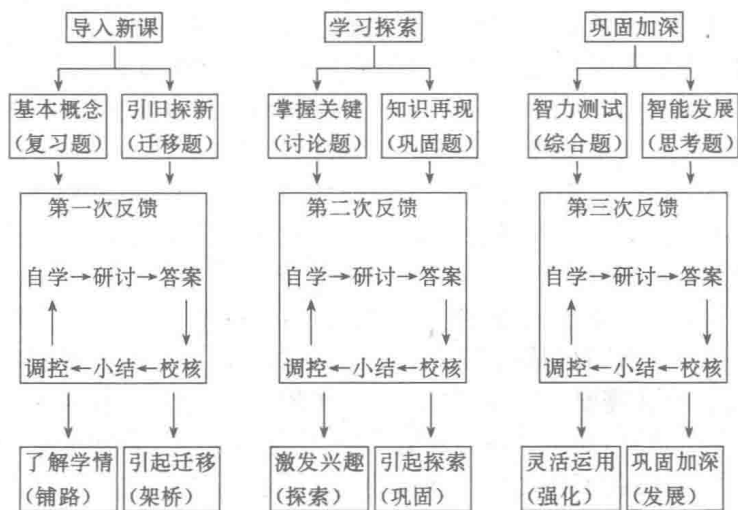 导入新课
学习探索
巩固加深
基本概念
(复习题)
引旧探新
(迁移题)
掌握关键
(讨论题)
知识再现
(巩固题)
智力测试
(综合题)
智能发展
(思考题)
第一次反馈
自学→研讨→答案
调控←小结←校核
第二次反馈
自学→研讨→答案
调控←小结←校核
第三次反馈
自学→研讨→答案
调控←小结←校核
了解学情
(铺路)
引起迁移
(架桥)
激发兴趣
(探索)
引起探索
(巩固)
灵活运用
(强化)
巩固加深
(发展)